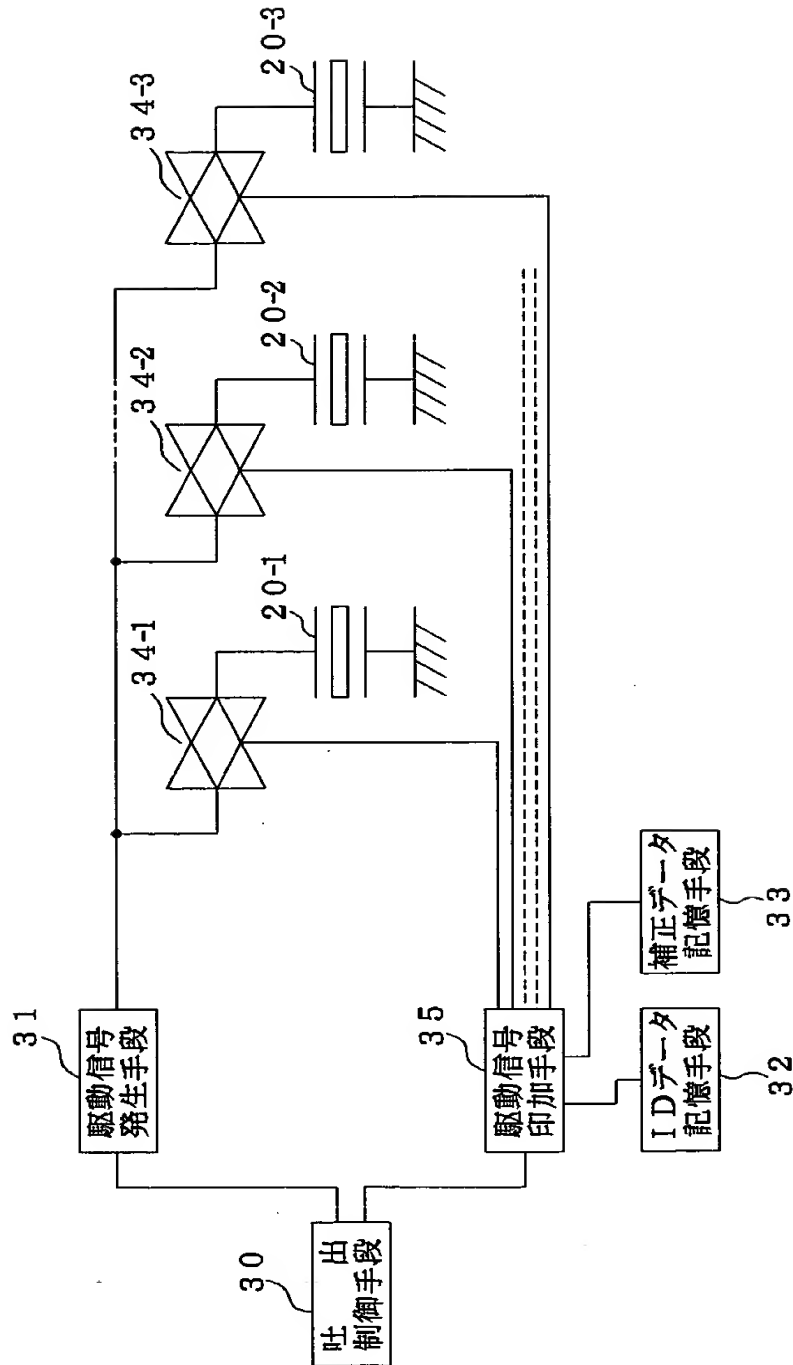 30
吐出
制御手段
31
駆動信号
発生手段
35
駆動信号
印加手段
IDデータ
記憶手段
32
補正データ
記憶手段
33
34-1
20-1
34-2
20-2
34-3
20-3